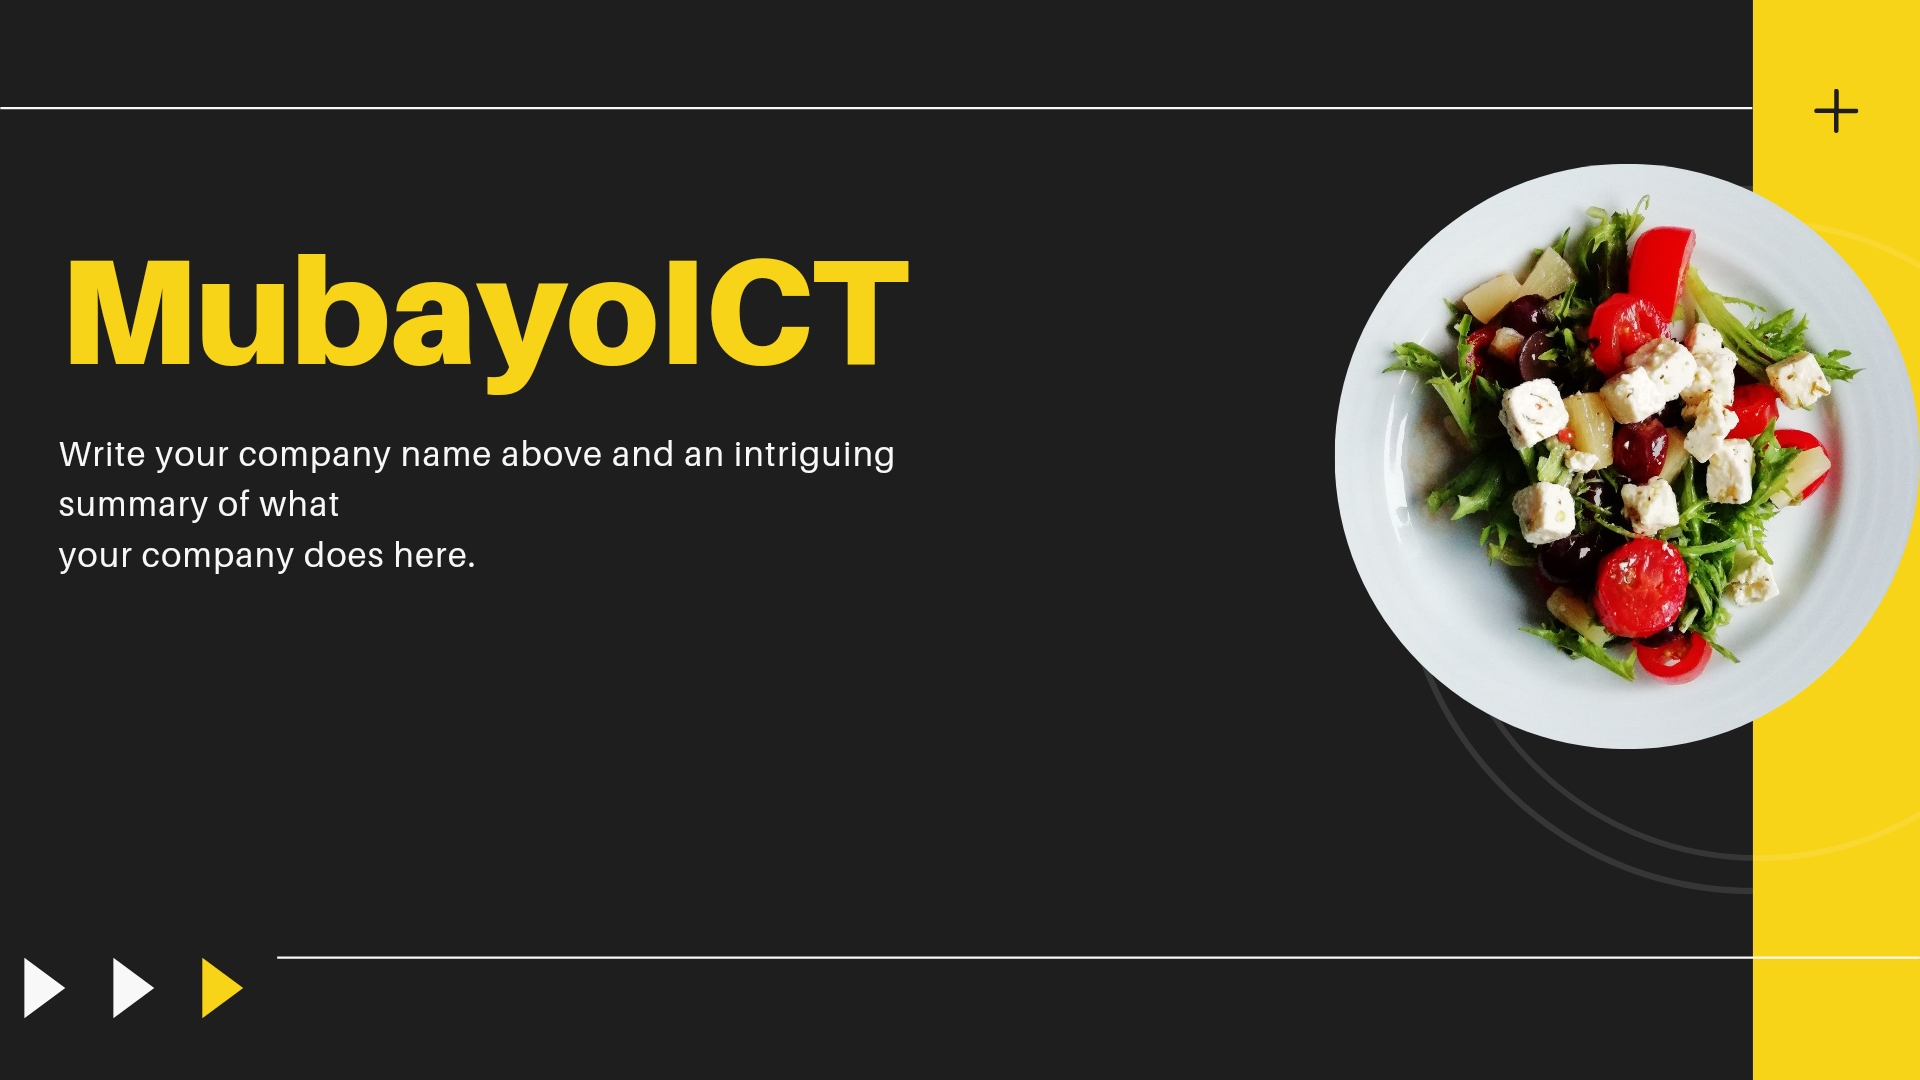 MubayoICT
Write your company name above and an intriguing
summary of what
your company does here.